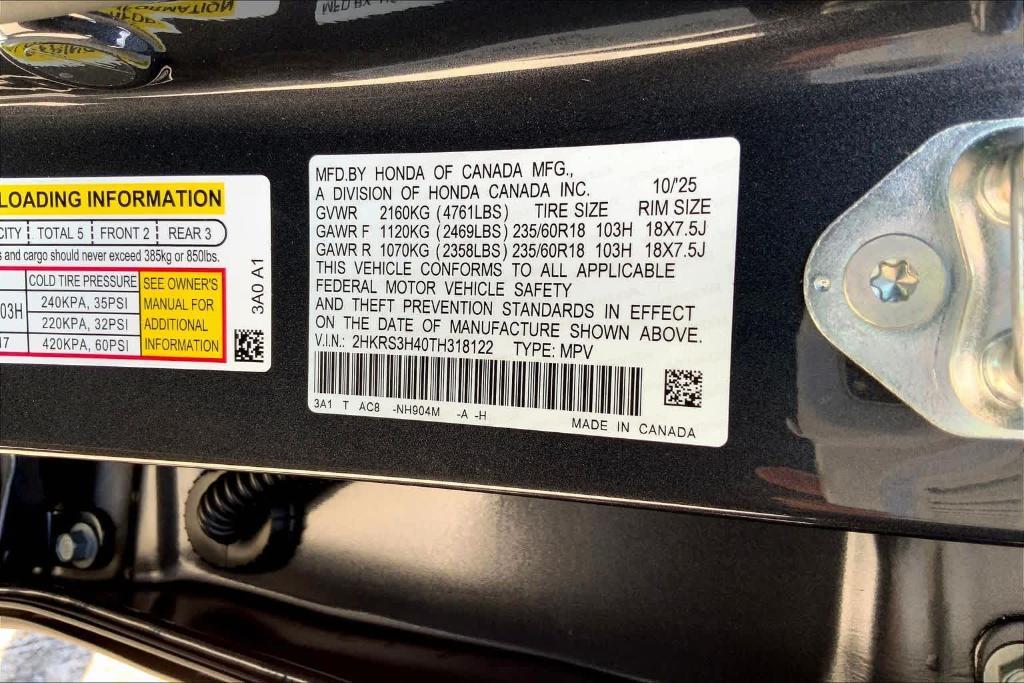 LOADING INFORMATION
CITY TOTAL 5 FRONT 2 REAR 3
s and cargo should never exceed 385kg or 850lbs.
COLD TIRE PRESSURE
03H 240KPA, 35PSI
220KPA, 32PSI
47 420KPA, 60PSI
SEE OWNER'S
MANUAL FOR
ADDITIONAL
INFORMATION
3A0 A1
MFD.BY HONDA OF CANADA MFG.,
A DIVISION OF HONDA CANADA INC. 10/'25
GVWR 2160KG (4761LBS) TIRE SIZE RIM SIZE
GAWR F 1120KG (2469LBS) 235/60R18 103H 18X7.5J
GAWR R 1070KG (2358LBS) 235/60R18 103H 18X7.5J
THIS VEHICLE CONFORMS TO ALL APPLICABLE
FEDERAL MOTOR VEHICLE SAFETY
AND THEFT PREVENTION STANDARDS IN EFFECT
ON THE DATE OF MANUFACTURE SHOWN ABOVE.
V.I.N.: 2HKRS3H40TH318122 TYPE: MPV
3A1 T AC8 -NH904M -A -H
MADE IN CANADA